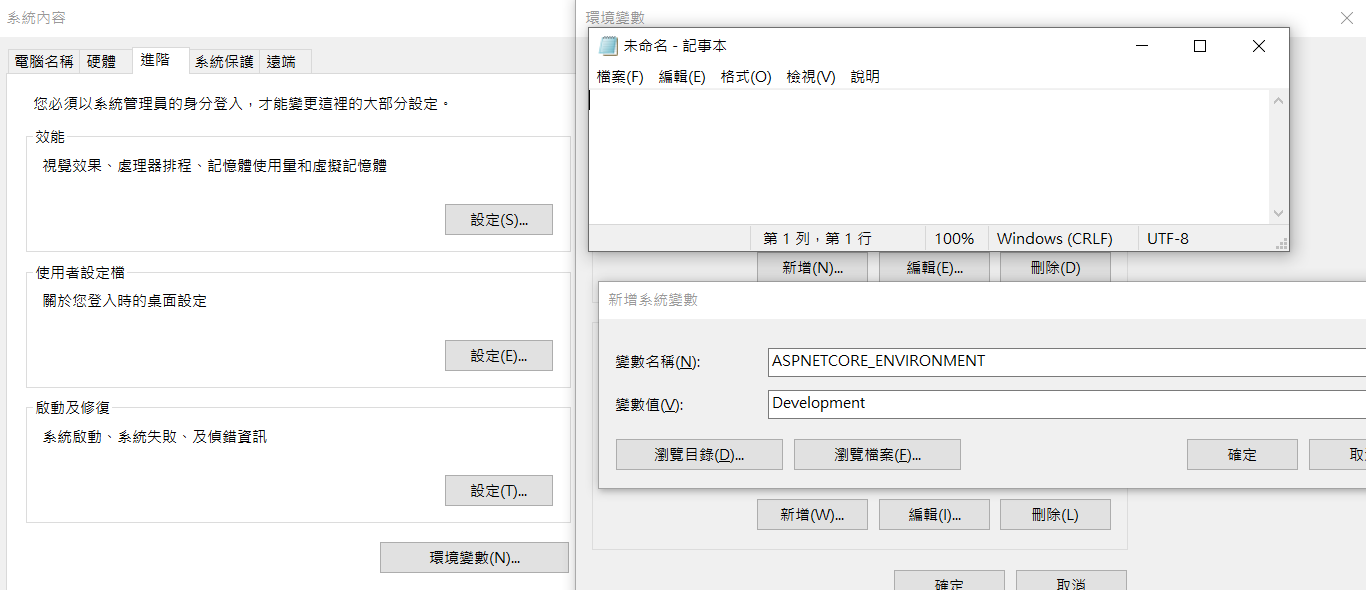 系統內容
電腦名稱
硬體
進階
系統保護
遠端
您必須以系統管理員的身分登入，才能變更這裡的大部分設定。
效能
視覺效果、處理器排程、記憶體使用量和虛擬記憶體
設定(S)...
使用者設定檔
關於您登入時的桌面設定
設定(E)...
啟動及修復
系統啟動、系統失敗、及偵錯資訊
設定(T)...
環境變數(N)...
環境變數
未命名 - 記事本
檔案(F) 編輯(E) 格式(O) 檢視(V) 說明
第 1 列，第 1 行 100% Windows (CRLF) UTF-8
新增(N)... 編輯(E)... 刪除(D)
新增系統變數
變數名稱(N): ASPNETCORE_ENVIRONMENT
變數值(V): Development
瀏覽目錄(D)... 瀏覽檔案(F)... 確定
新增(W)... 編輯(I)... 刪除(L)
確定 取消